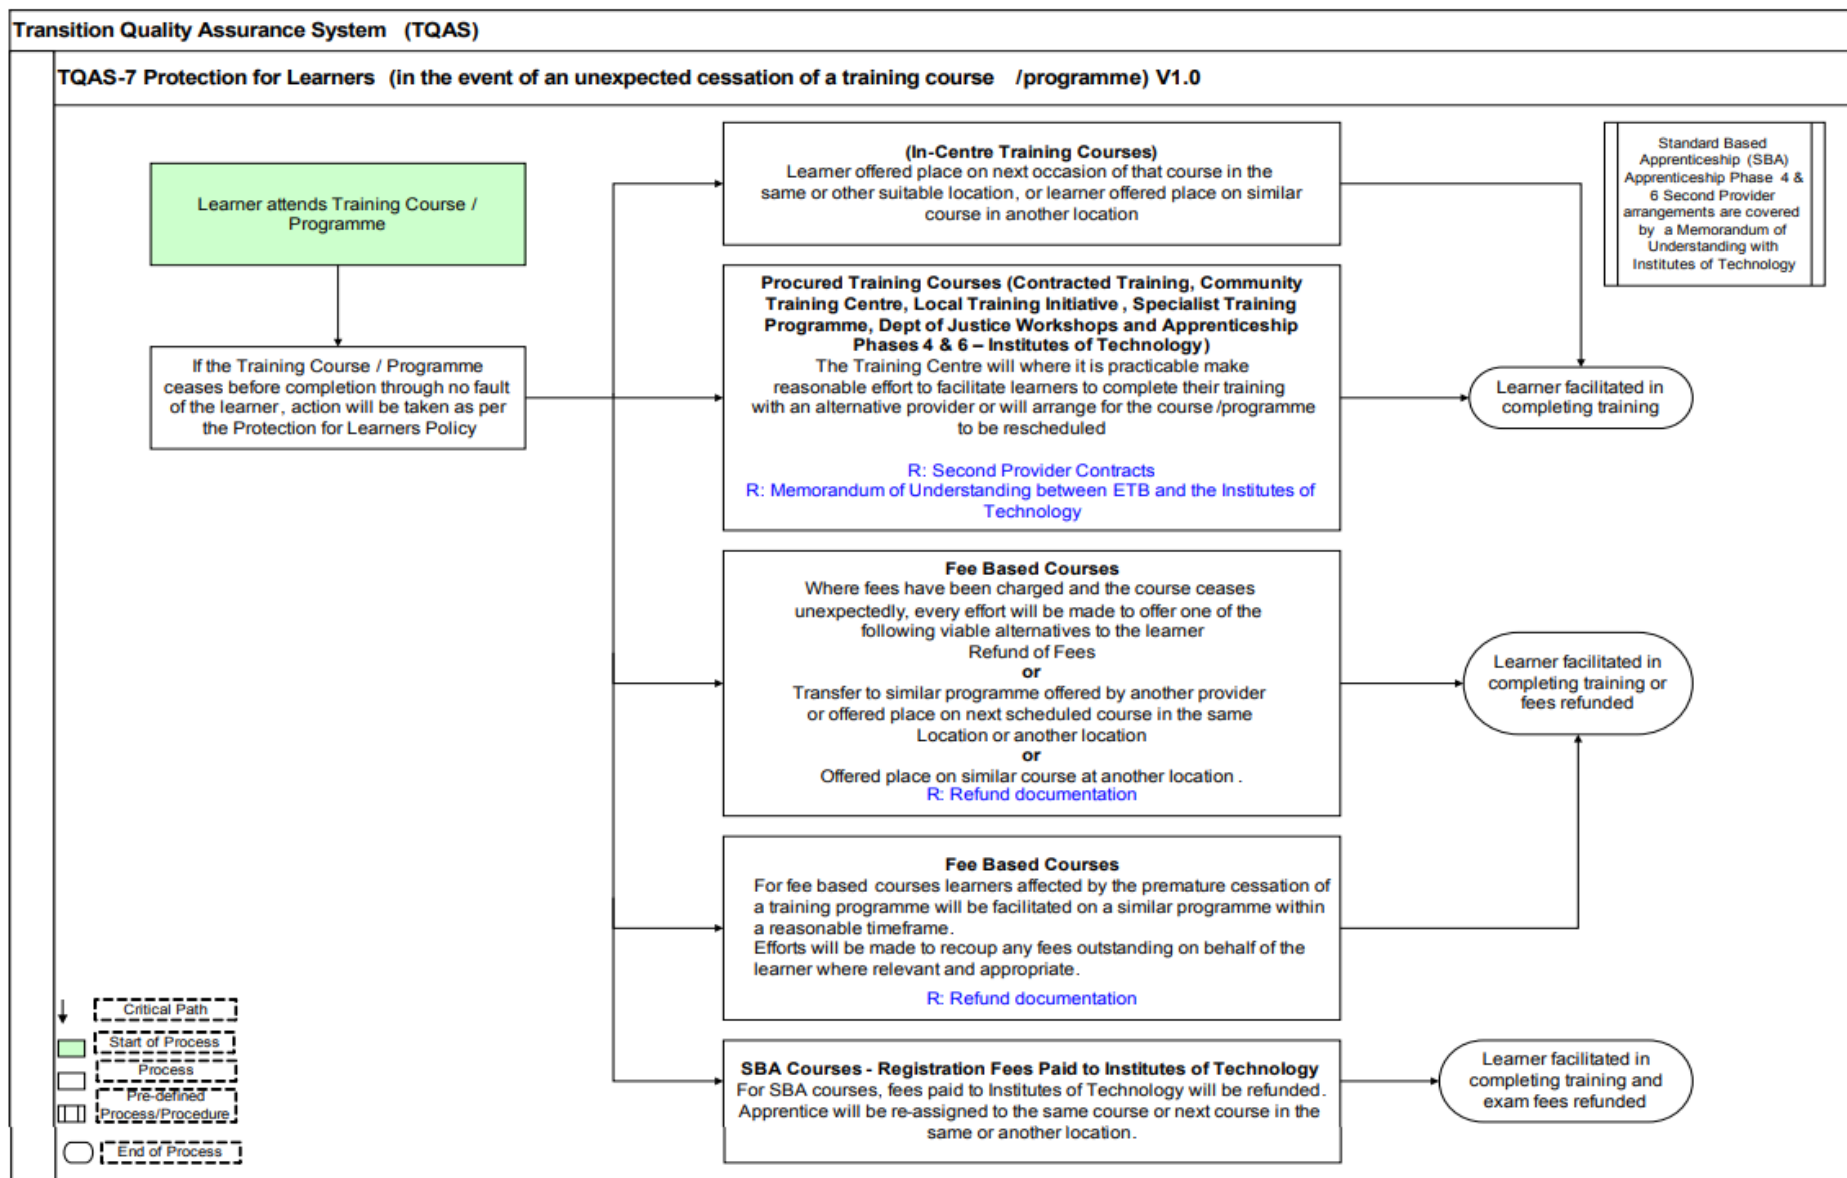 Transition Quality Assurance System (TQAS)
TQAS-7 Protection for Learners (in the event of an unexpected cessation of a training course /programme) V1.0
Learner attends Training Course /
Programme
If the Training Course / Programme
ceases before completion through no fault
of the learner, action will be taken as per
the Protection for Learners Policy
(In-Centre Training Courses)
Learner offered place on next occasion of that course in the
same or other suitable location, or learner offered place on similar
course in another location
Procured Training Courses (Contracted Training, Community
Training Centre, Local Training Initiative, Specialist Training
Programme, Dept of Justice Workshops and Apprenticeship
Phases 4 & 6 – Institutes of Technology)
The Training Centre will where it is practicable make
reasonable effort to facilitate learners to complete their training
with an alternative provider or will arrange for the course/programme
to be rescheduled
R: Second Provider Contracts
R: Memorandum of Understanding between ETB and the Institutes of
Technology
Fee Based Courses
Where fees have been charged and the course ceases
unexpectedly, every effort will be made to offer one of the
following viable alternatives to the learner
Refund of Fees
or
Transfer to similar programme offered by another provider
or offered place on next scheduled course in the same
Location or another location
or
Offered place on similar course at another location.
R: Refund documentation
Fee Based Courses
For fee based courses learners affected by the premature cessation of
a training programme will be facilitated on a similar programme within
a reasonable timeframe.
Efforts will be made to recoup any fees outstanding on behalf of the
learner where relevant and appropriate.
R: Refund documentation
SBA Courses - Registration Fees Paid to Institutes of Technology
For SBA courses, fees paid to Institutes of Technology will be refunded.
Apprentice will be re-assigned to the same course or next course in the
same or another location.
Standard Based
Apprenticeship (SBA)
Apprenticeship Phase 4 &
6 Second Provider
arrangements are covered
by a Memorandum of
Understanding with
Institutes of Technology
Learner facilitated in
completing training
Learner facilitated in
completing training or
fees refunded
Learner facilitated in
completing training and
exam fees refunded
Critical Path
Start of Process
Process
Pre-defined
Process/Procedure
End of Process